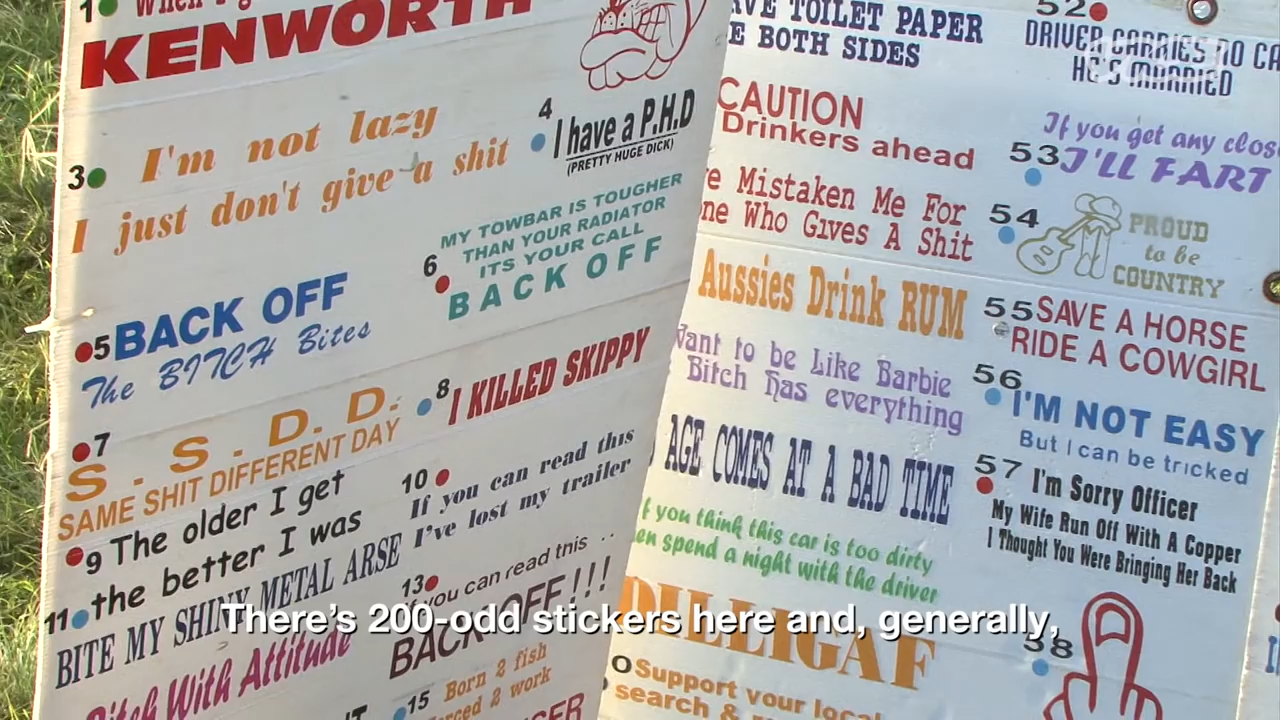 1 When I g
KENWORTH
3 I'm not lazy
I just don't give a shit
4 I have a P.H.D
(PRETTY HUGE DICK)
5 BACK OFF
The BITCH Bites
6 MY TOWBAR IS TOUGHER
THAN YOUR RADIATOR
ITS YOUR CALL
BACK OFF
7
S. S. D. D.
SAME SHIT DIFFERENT DAY
8 I KILLED SKIPPY
9 The older I get
the better I was
10
If you can read this
I've lost my trailer
11
BITE MY SHINY METAL ARSE
13
you can read this ..
BACK OFF!!!
Bitch With Attitude
15 Born 2 fish
forced 2 work
TOILET PAPER
BOTH SIDES
CAUTION
Drinkers ahead
Mistaken Me For
Who Gives A Shit
Aussies Drink RUM
Want to be Like Barbie
Bitch has everything
AGE COMES AT A BAD TIME
f you think this car is too dirty
en spend a night with the driver
DILLIGAF
0 Support your local
search &
52
DRIVER CARRIES NO CA
HE'S MARRIED
If you get any clos
53 I'LL FART
54 PROUD
to be
COUNTRY
55 SAVE A HORSE
RIDE A COWGIRL
56
I'M NOT EASY
But I can be tricked
57 I'm Sorry Officer
My Wife Run Off With A Copper
I Thought You Were Bringing Her Back
58
There's 200-odd stickers here and, generally,